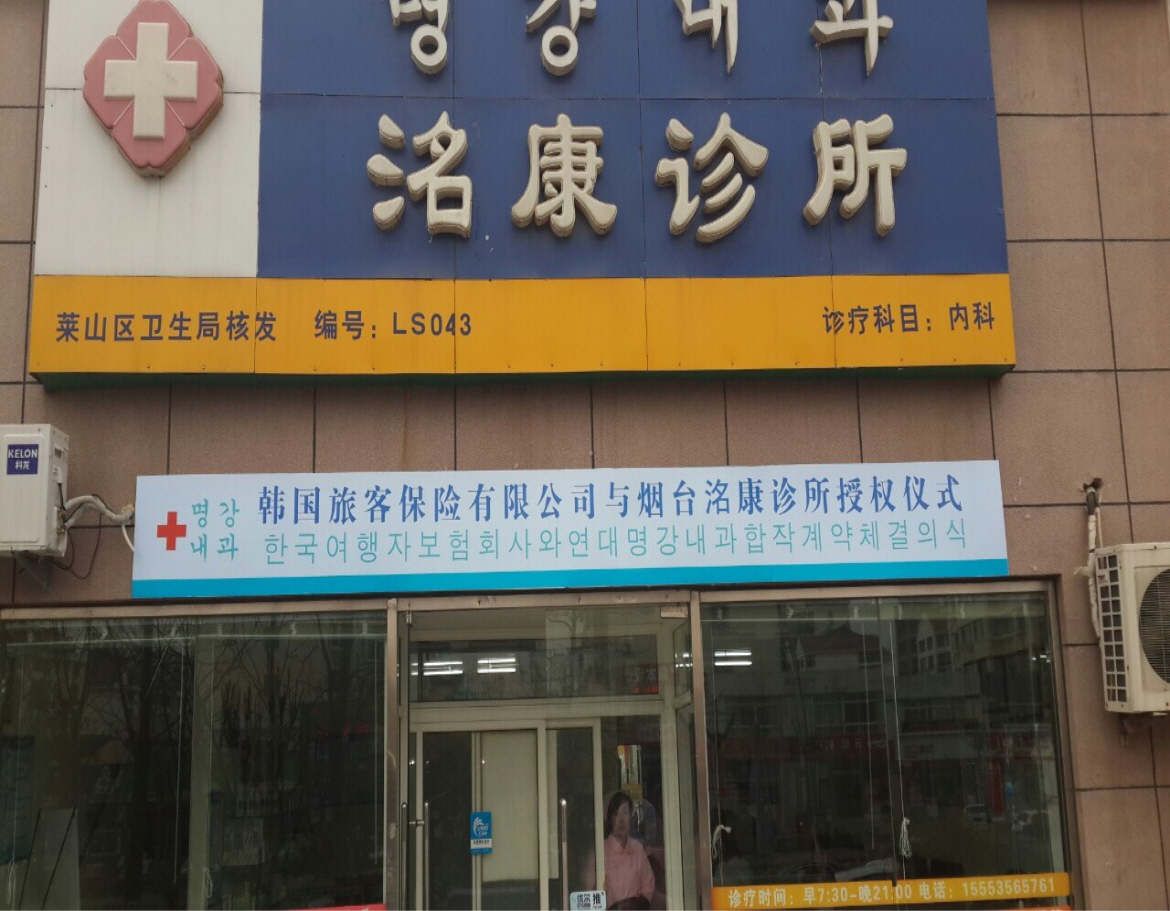 명강내과
洺康诊所
莱山区卫生局核发 编号：LS043 诊疗科目：内科
KELON
科龙
명강
내과
韩国旅客保险有限公司与烟台洺康诊所授权仪式
한국여행자보험회사와연대명강내과합작계약체결의식
推
诊疗时间：早7:30-晚21:00 电话：15553565761